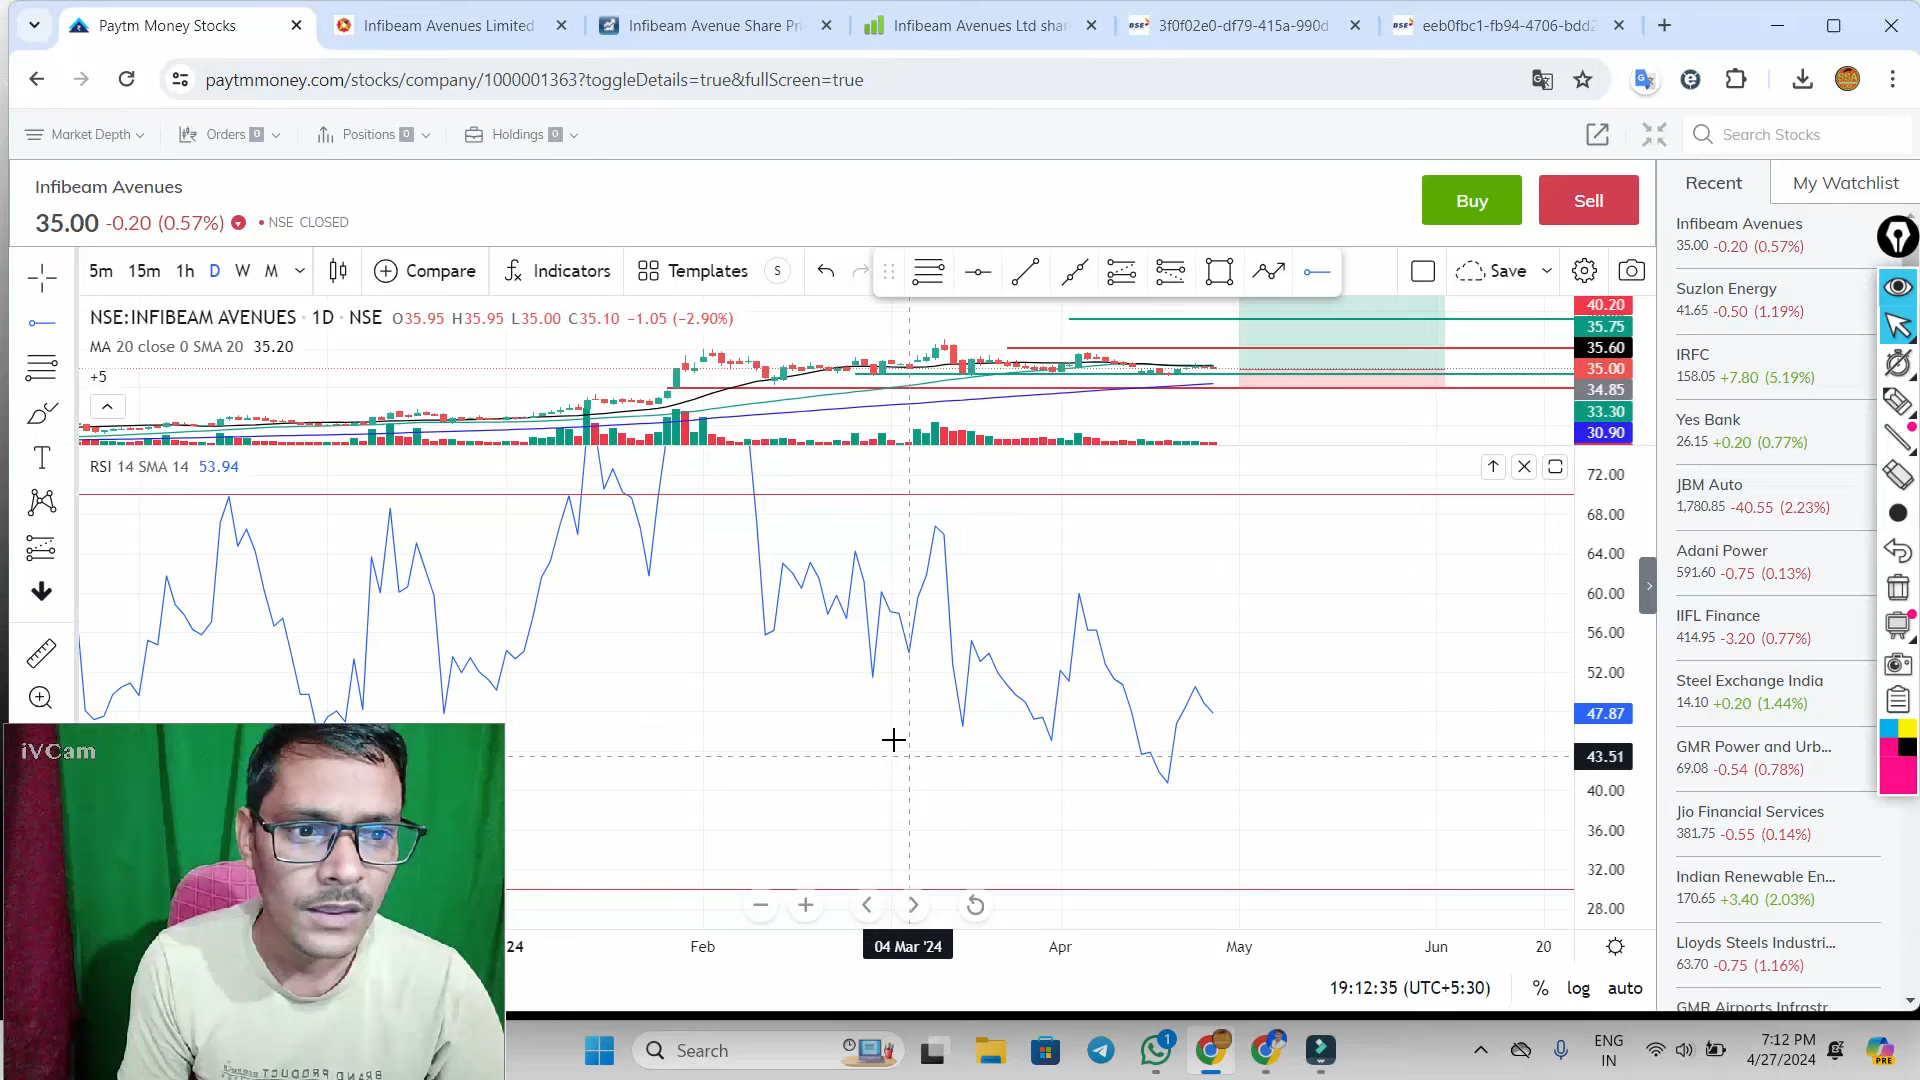 Paytm Money Stocks
Infibeam Avenues Limited
Infibeam Avenue Share Pri
Infibeam Avenues Ltd shar
BSE
3f0f02e0-df79-415a-990d
BSE
eeb0fbc1-fb94-4706-bdd2
paytmmoney.com/stocks/company/1000001363?toggleDetails=true&fullScreen=true
Market Depth
Orders 0
Positions 0
Holdings 0
Search Stocks
Infibeam Avenues
35.00 -0.20 (0.57%) • NSE CLOSED
Buy
Sell
Recent
My Watchlist
5m 15m 1h D W M
Compare
Indicators
Templates
S
Save
NSE:INFIBEAM AVENUES · 1D · NSE O35.95 H35.95 L35.00 C35.10 −1.05 (−2.90%)
MA 20 close 0 SMA 20 35.20
+5
RSI 14 SMA 14 53.94
40.20
35.75
35.60
35.00
34.85
33.30
30.90
72.00
68.00
64.00
60.00
56.00
52.00
47.87
43.51
40.00
36.00
32.00
28.00
24
Feb
04 Mar '24
Apr
May
Jun
20
19:12:35 (UTC+5:30)
% log auto
Infibeam Avenues
35.00 -0.20 (0.57%)
Suzlon Energy
41.65 -0.50 (1.19%)
IRFC
158.05 +7.80 (5.19%)
Yes Bank
26.15 +0.20 (0.77%)
JBM Auto
1,780.85 -40.55 (2.23%)
Adani Power
591.60 -0.75 (0.13%)
IIFL Finance
414.95 -3.20 (0.77%)
Steel Exchange India
14.10 +0.20 (1.44%)
GMR Power and Urb...
69.08 -0.54 (0.78%)
Jio Financial Services
381.75 -0.55 (0.14%)
Indian Renewable En...
170.65 +3.40 (2.03%)
Lloyds Steels Industri...
63.70 -0.75 (1.16%)
GMR Airports Infrastr
iVCam
Search
1
ENG
IN
7:12 PM
4/27/2024
PRE